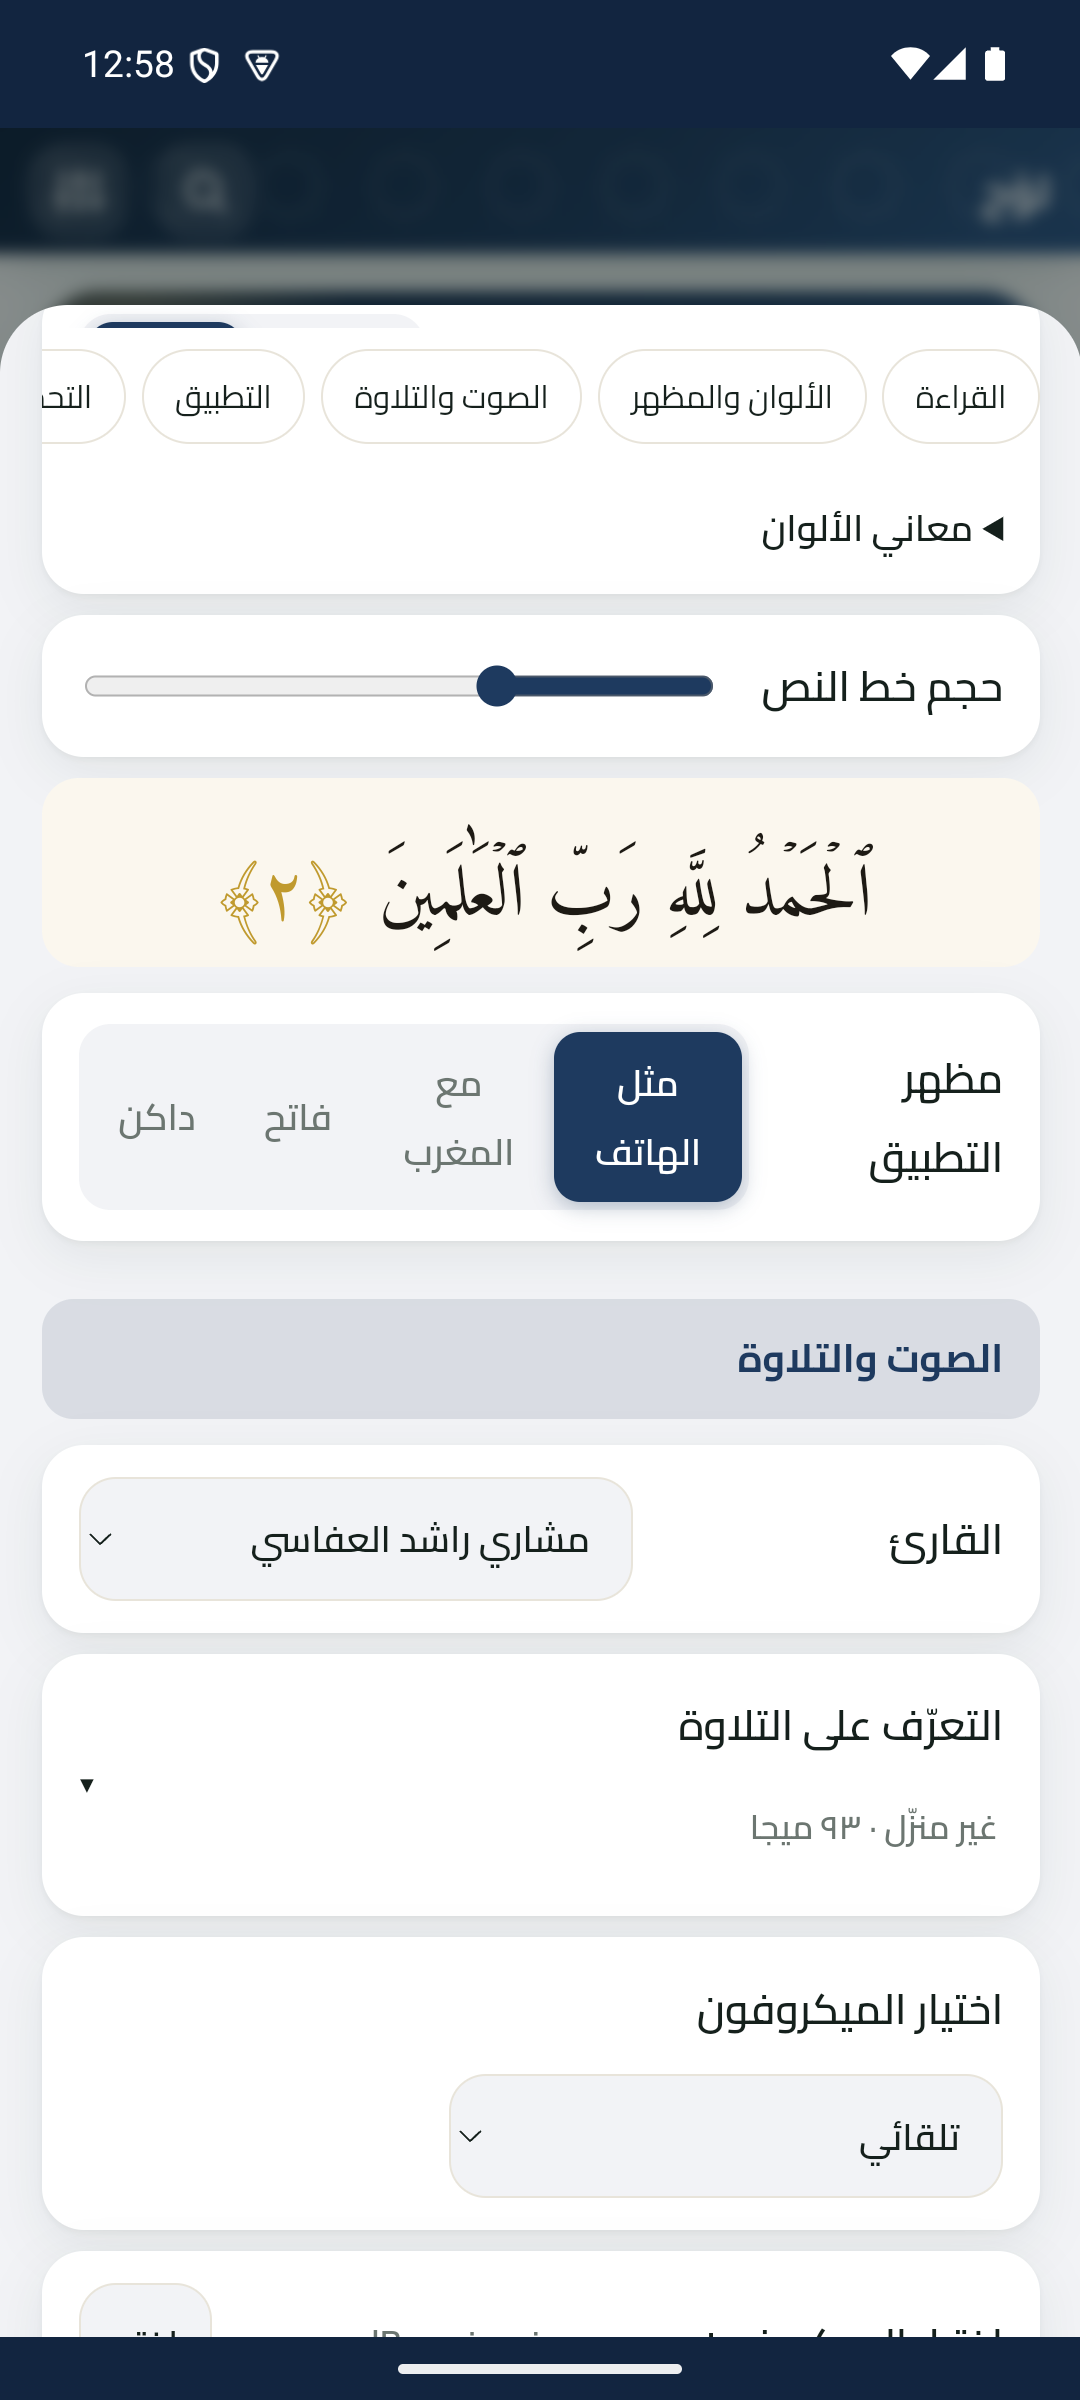 12:58
القراءة
الألوان والمظهر
الصوت والتلاوة
التطبيق
معاني الألوان
حجم خط النص
ٱلۡحَمۡدُ لِلَّهِ رَبِّ ٱلۡعَٰلَمِينَ ﴿٢﴾
مظهر التطبيق
مثل الهاتف
مع المغرب
فاتح
داكن
الصوت والتلاوة
القارئ
مشاري راشد العفاسي
التعرّف على التلاوة
غير منزّل · ٩٣ ميجا
اختيار الميكروفون
تلقائي